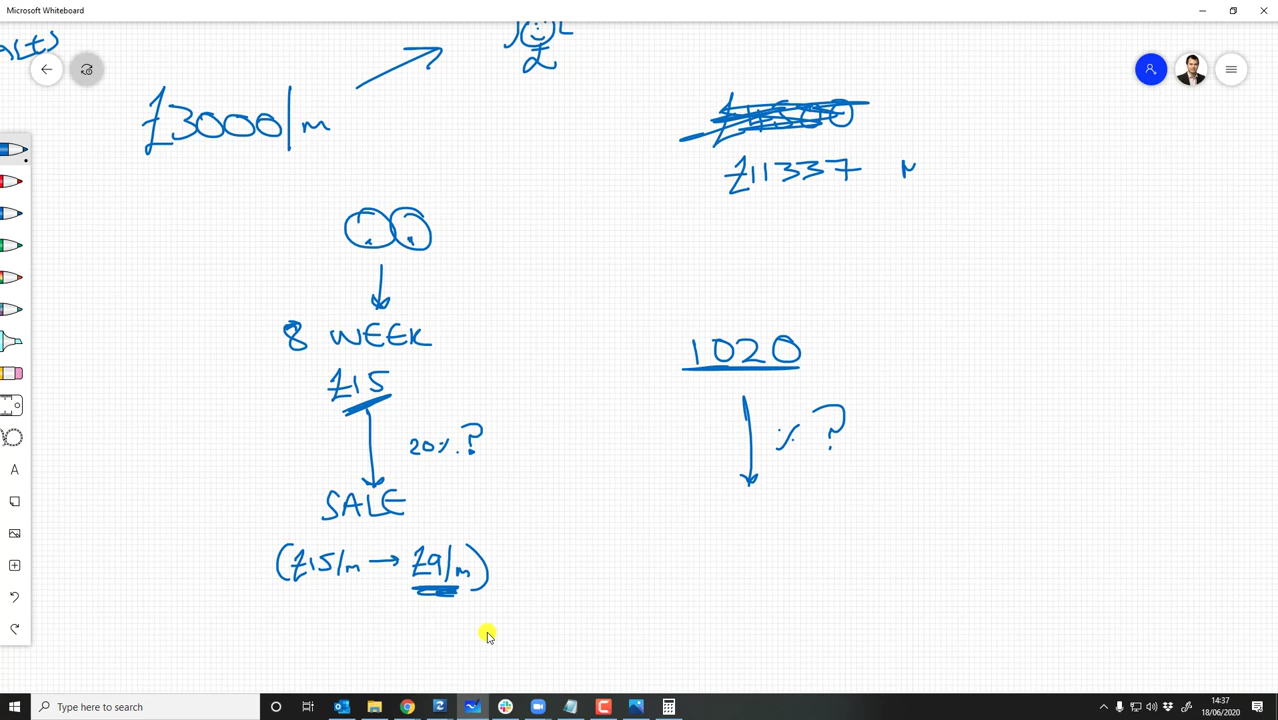 Microsoft Whiteboard
£
£3000/m
£11337
8 WEEK
£15
20%.?
SALE
(£15/m → £9/m)
1020
% ?
A
Type here to search
14:37
18/06/2020